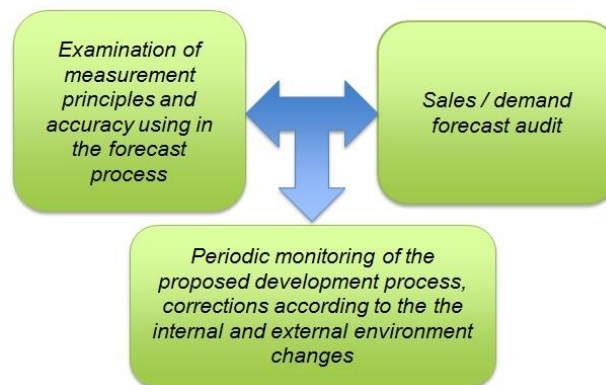 Examination of
measurement
principles and
accuracy using in
the forecast
process
Sales / demand
forecast audit
Periodic monitoring of the
proposed development process,
corrections according to the the
internal and external environment
changes